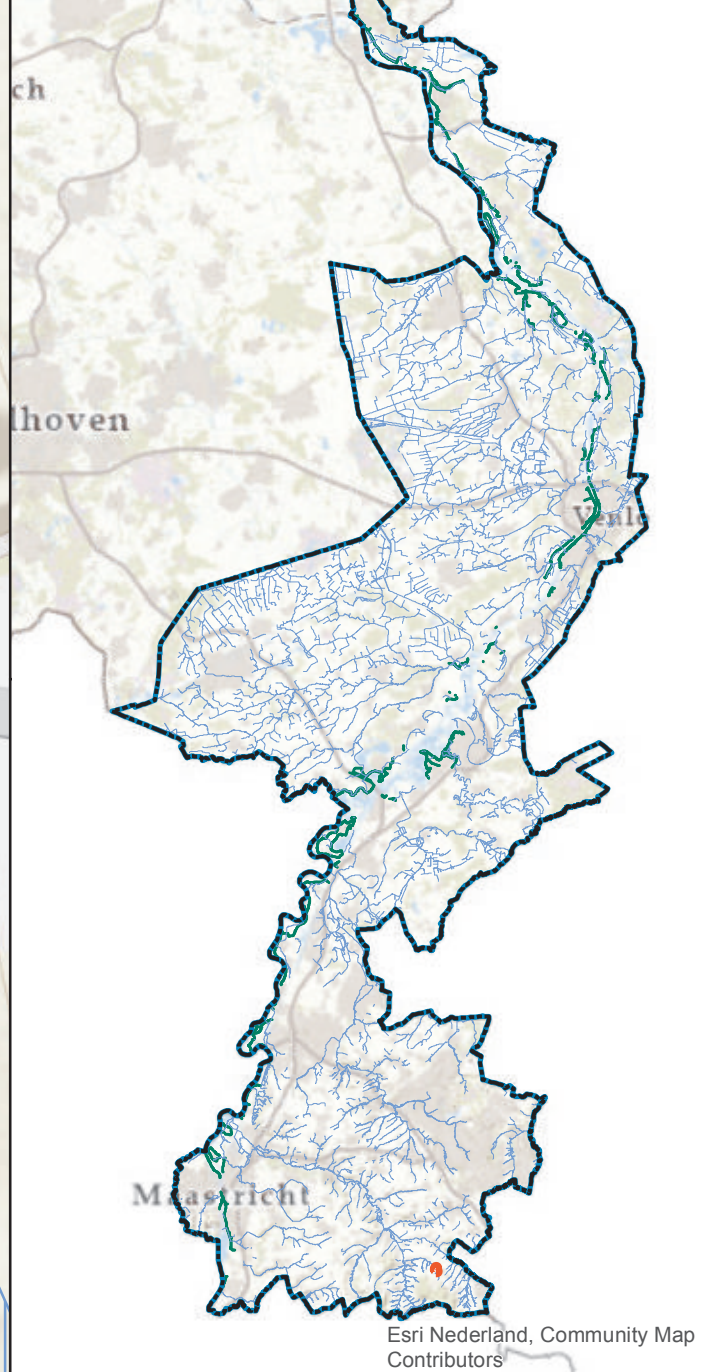 ch
lhoven
Venlo
Maastricht
Esri Nederland, Community Map
Contributors